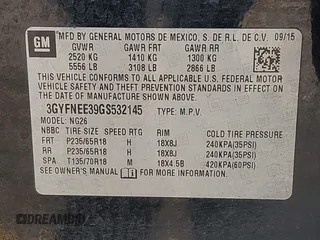 GM
MFD BY GENERAL MOTORS DE MEXICO, S. DE R.L. DE C.V. 09/15
GVWR GAWR FRT GAWR RR
2520 KG 1410 KG 1300 KG
5556 LB 3108 LB 2866 LB
THIS VEHICLE CONFORMS TO ALL APPLICABLE U.S. FEDERAL MOTOR
VEHICLE SAFETY AND THEFT PREVENTION STANDARDS IN EFFECT
ON THE DATE OF MANUFACTURE SHOWN ABOVE.
3GYFNEE39GS532145 TYPE: M.P.V.
MODEL: NG26
NBBC TIRE SIZE SPEED RTG RIM COLD TIRE PRESSURE
FRT P235/65R18 H 18X8J 240KPA(35PSI)
RR P235/65R18 H 18X8J 240KPA(35PSI)
SPA T135/70R18 M 18X4.5B 420KPA(60PSI)
SEE OWNER'S MANUAL FOR ADDITIONAL INFORMATION
DREAMBID